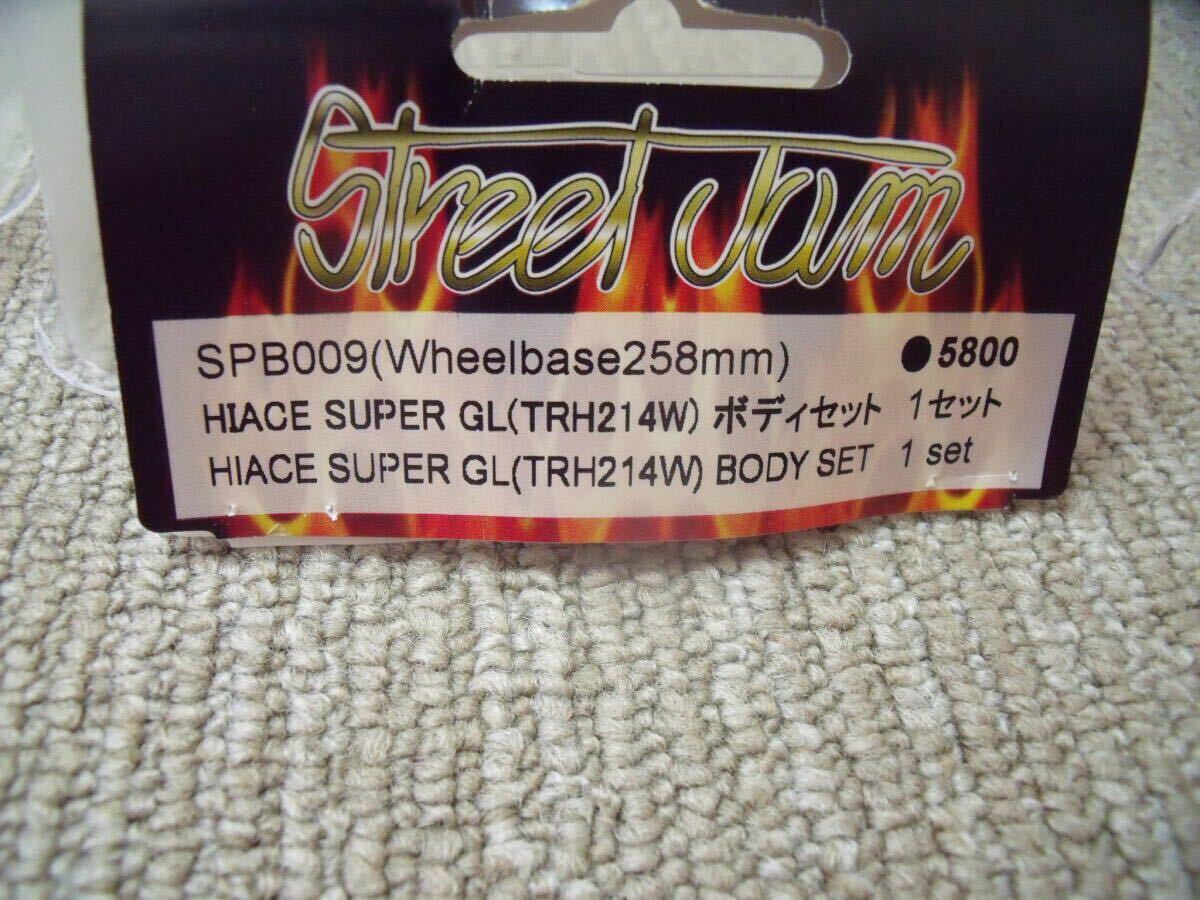 Street Jam
SPB009(Wheelbase258mm) ●5800
HIACE SUPER GL(TRH214W) ボディセット 1セット
HIACE SUPER GL(TRH214W) BODY SET 1 set